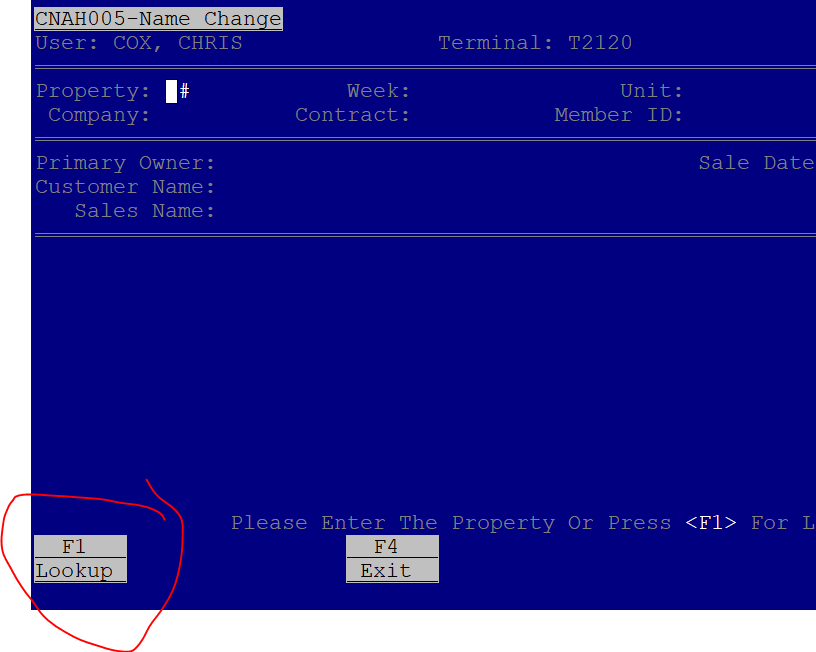 CNAH005-Name Change
User: COX, CHRIS Terminal: T2120
Property: # Week: Unit:
Company: Contract: Member ID:
Primary Owner: Sale Date
Customer Name:
Sales Name:
Please Enter The Property Or Press <F1> For L
F1 F4
Lookup Exit